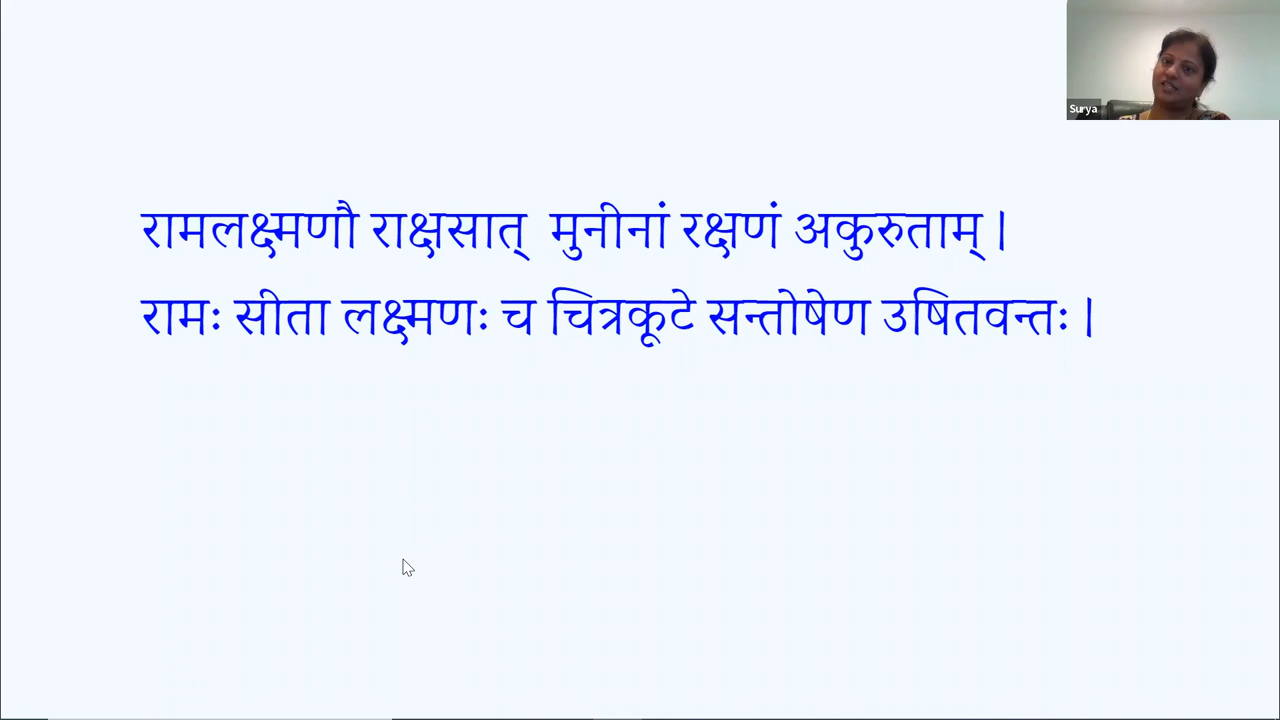 Surya
रामलक्ष्मणौ राक्षसात् मुनीनां रक्षणं अकुरुताम् ।
रामः सीता लक्ष्मणः च चित्रकूटे सन्तोषेण उषितवन्तः ।